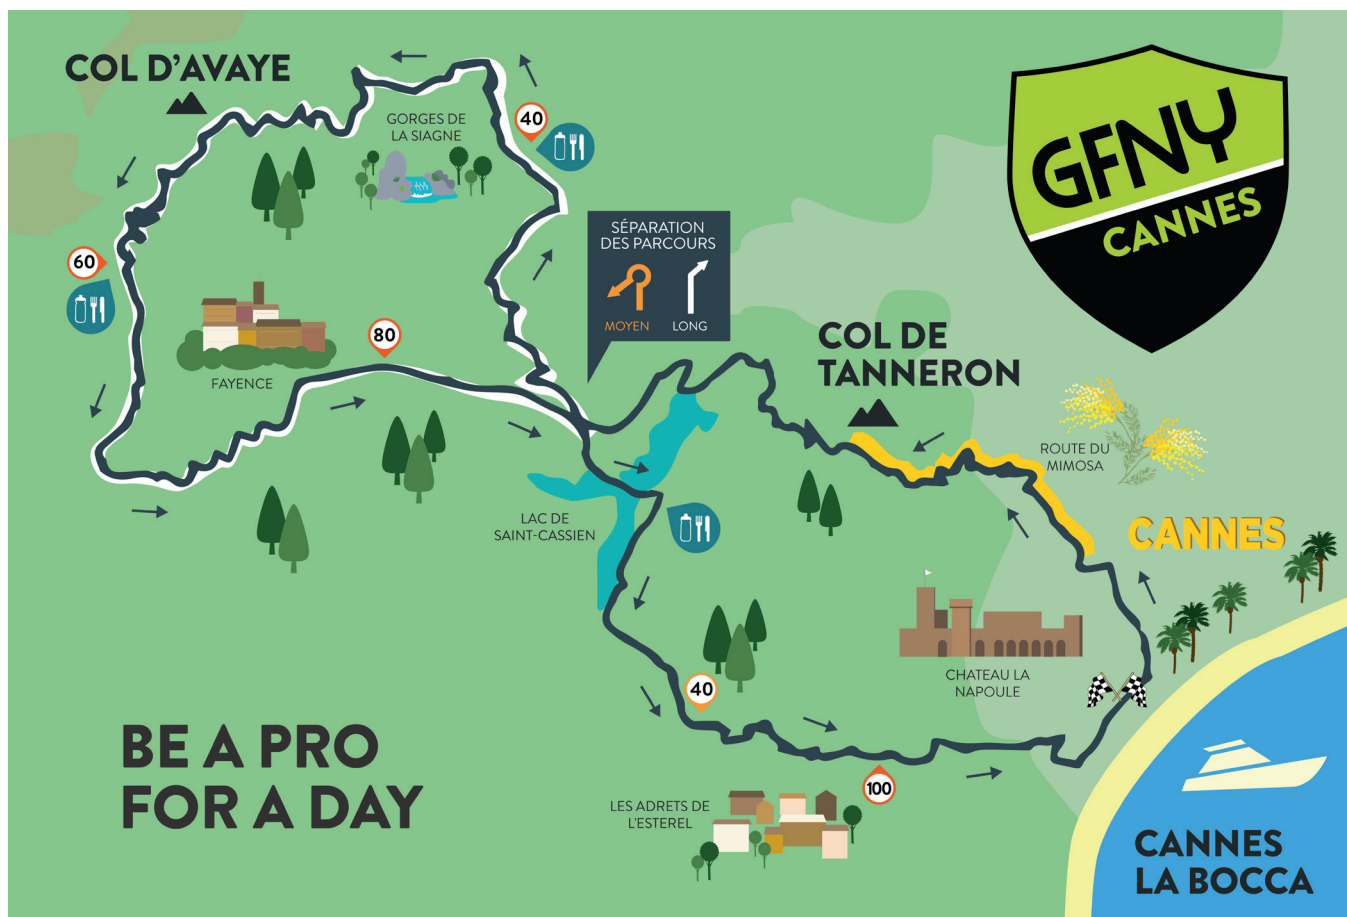 COL D'AVAYE
GORGES DE
LA SIAGNE
40
GFNY
CANNES
SÉPARATION
DES PARCOURS
MOYEN
LONG
60
FAYENCE
80
COL DE
TANNERON
ROUTE DU
MIMOSA
LAC DE
SAINT-CASSIEN
CANNES
CHATEAU LA
NAPOULE
40
BE A PRO
FOR A DAY
100
LES ADRETS DE
L'ESTEREL
CANNES
LA BOCCA